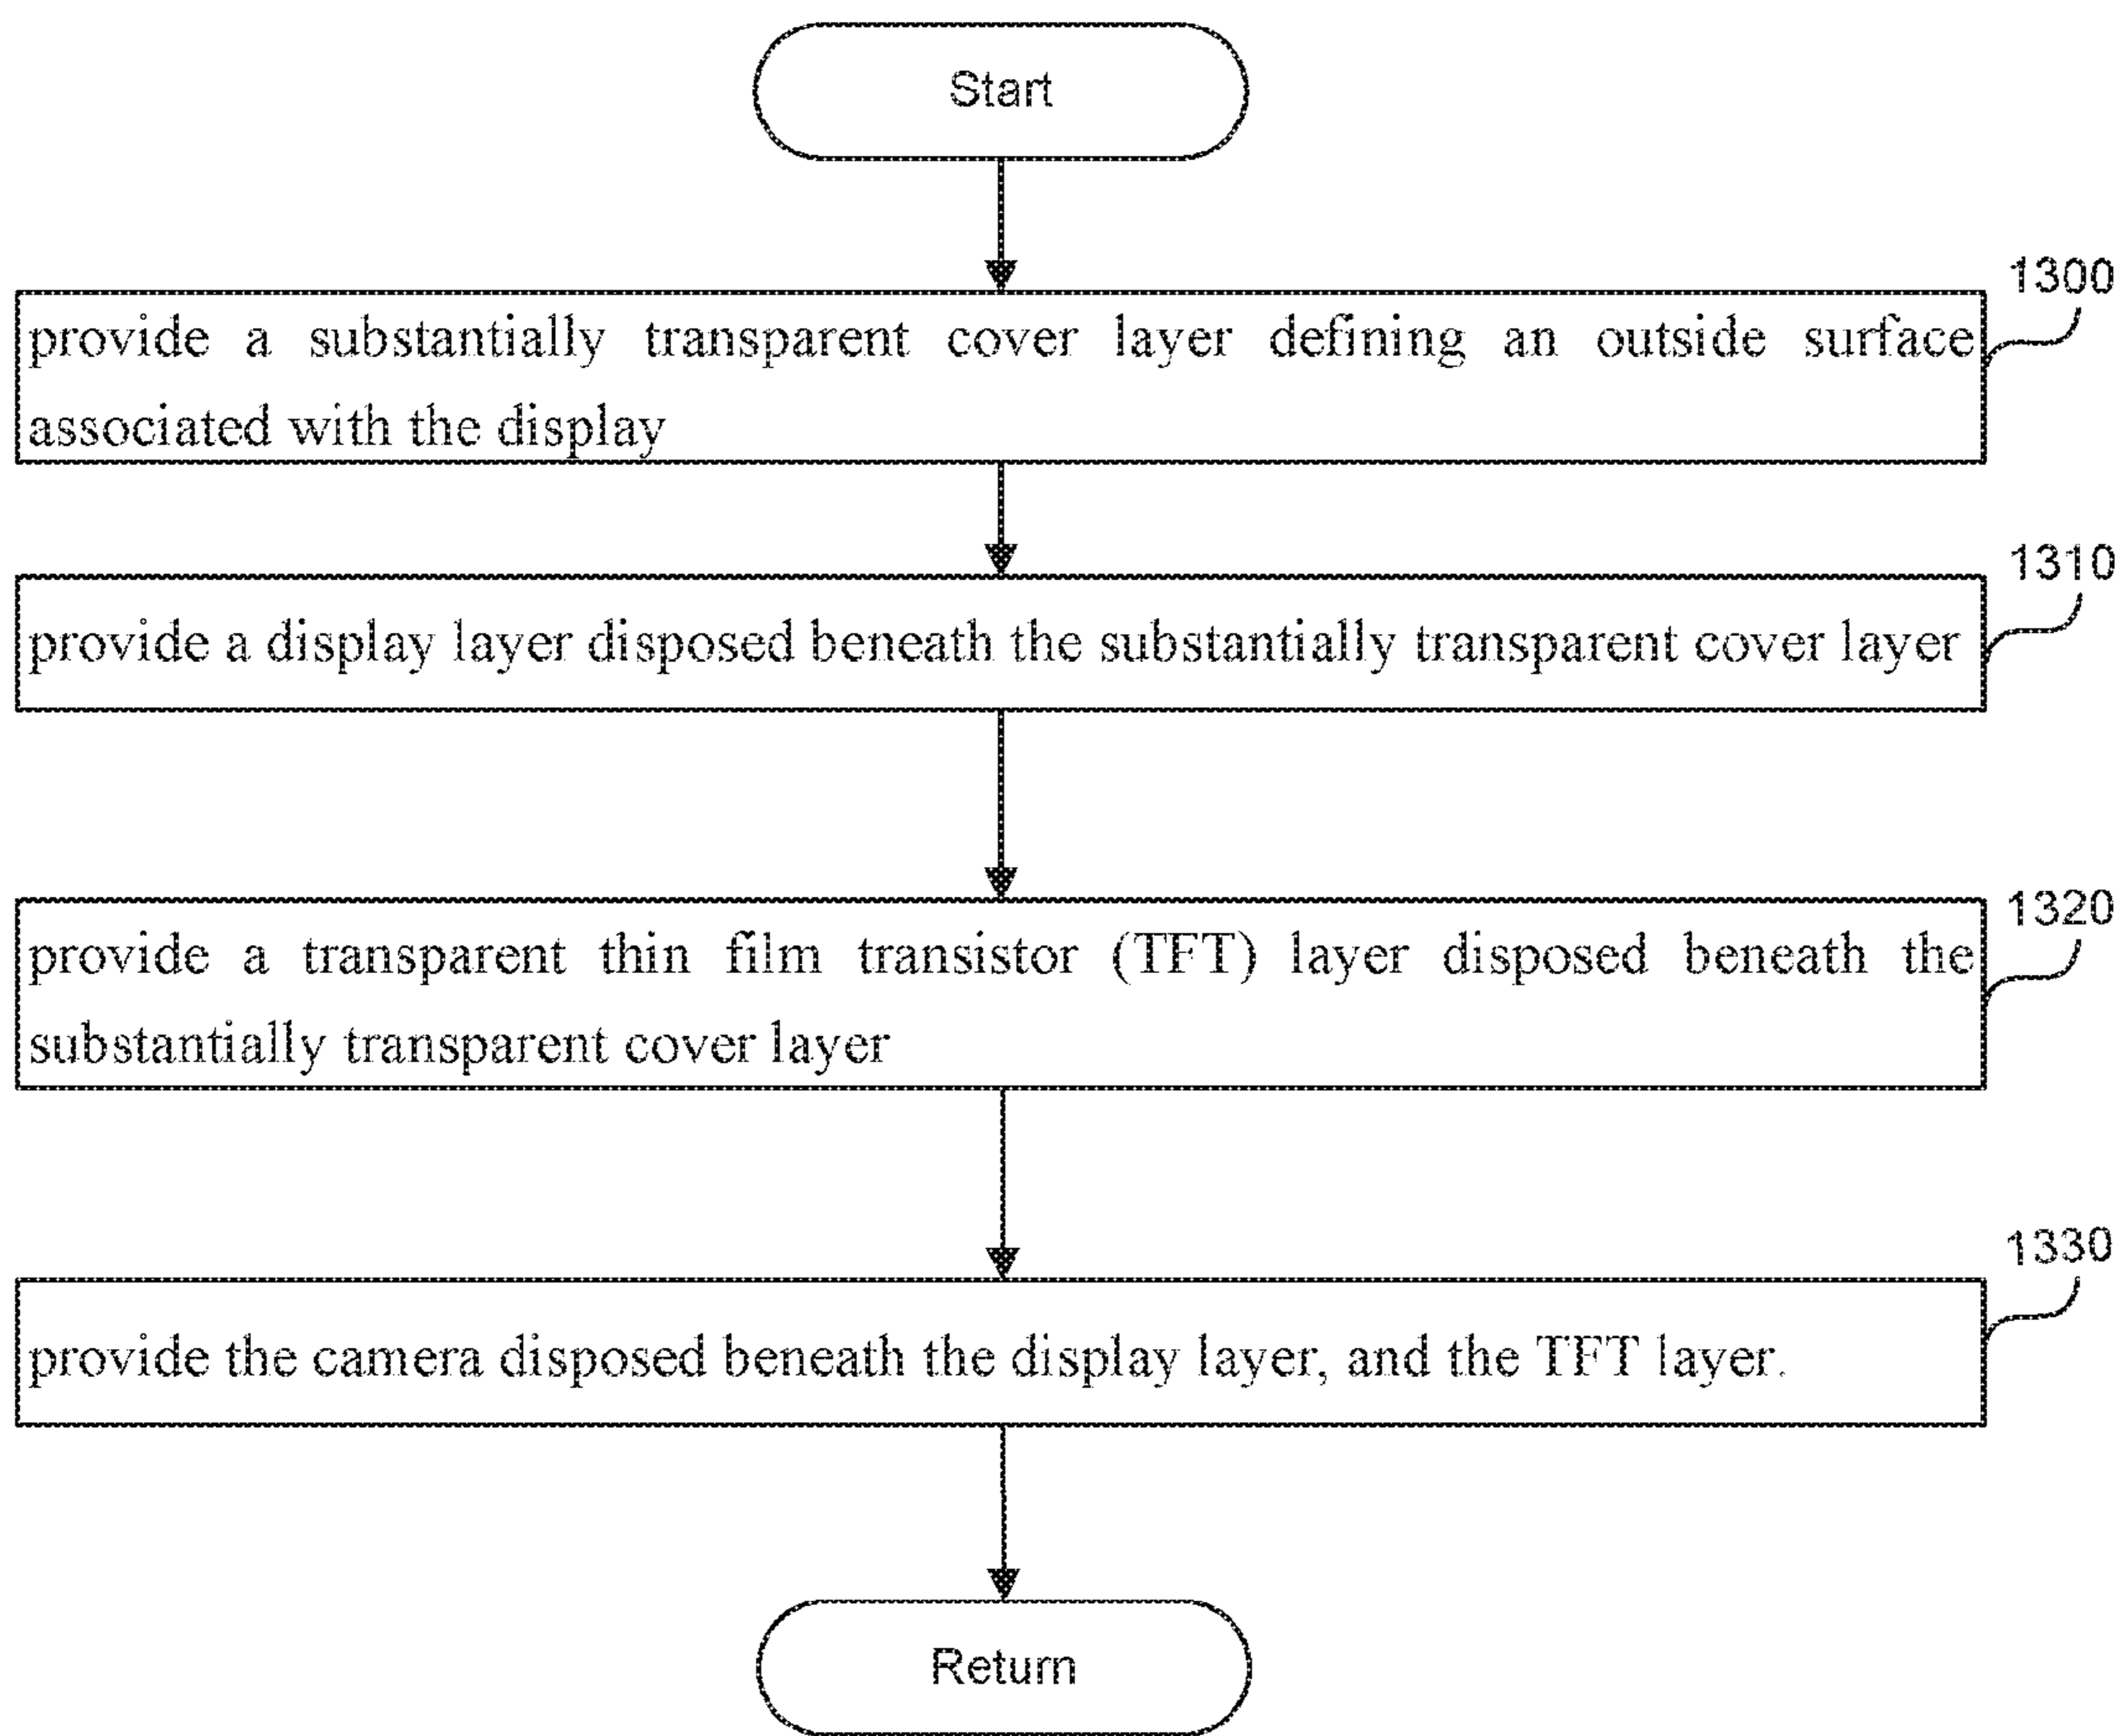 Start
1300
provide a substantially transparent cover layer defining an outside surface
associated with the display
1310
provide a display layer disposed beneath the substantially transparent cover layer
1320
provide a transparent thin film transistor (TFT) layer disposed beneath the
substantially transparent cover layer
1330
provide the camera disposed beneath the display layer, and the TFT layer.
Return